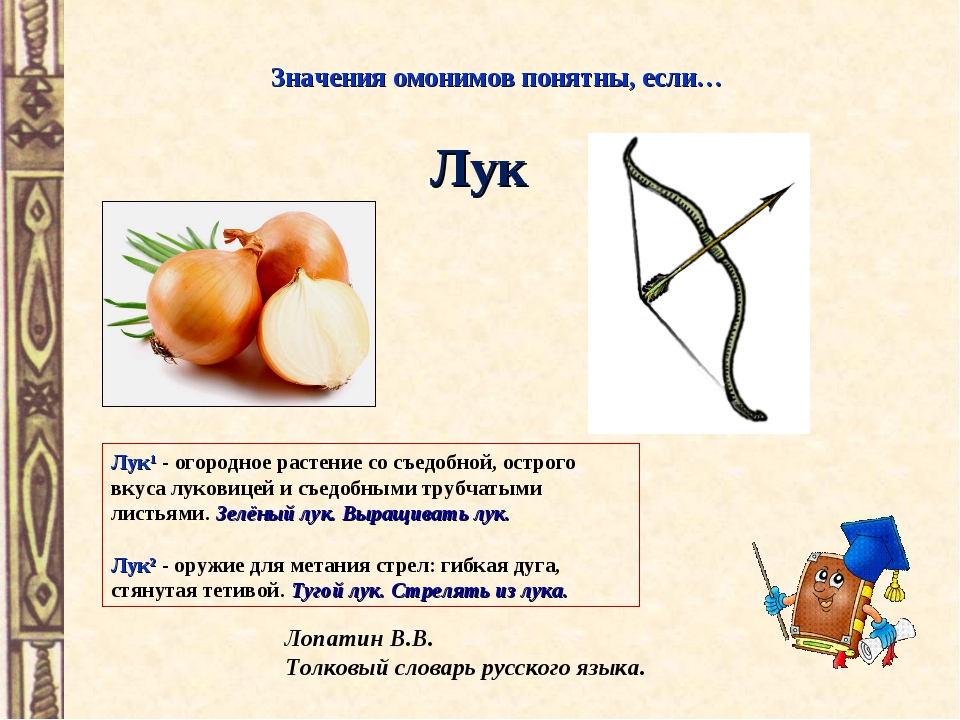 Значения омонимов понятны, если…
Лук
Лук¹ - огородное растение со съедобной, острого
вкуса луковицей и съедобными трубчатыми
листьями. Зелёный лук. Выращивать лук.
Лук² - оружие для метания стрел: гибкая дуга,
стянутая тетивой. Тугой лук. Стрелять из лука.
Лопатин В.В.
Толковый словарь русского языка.